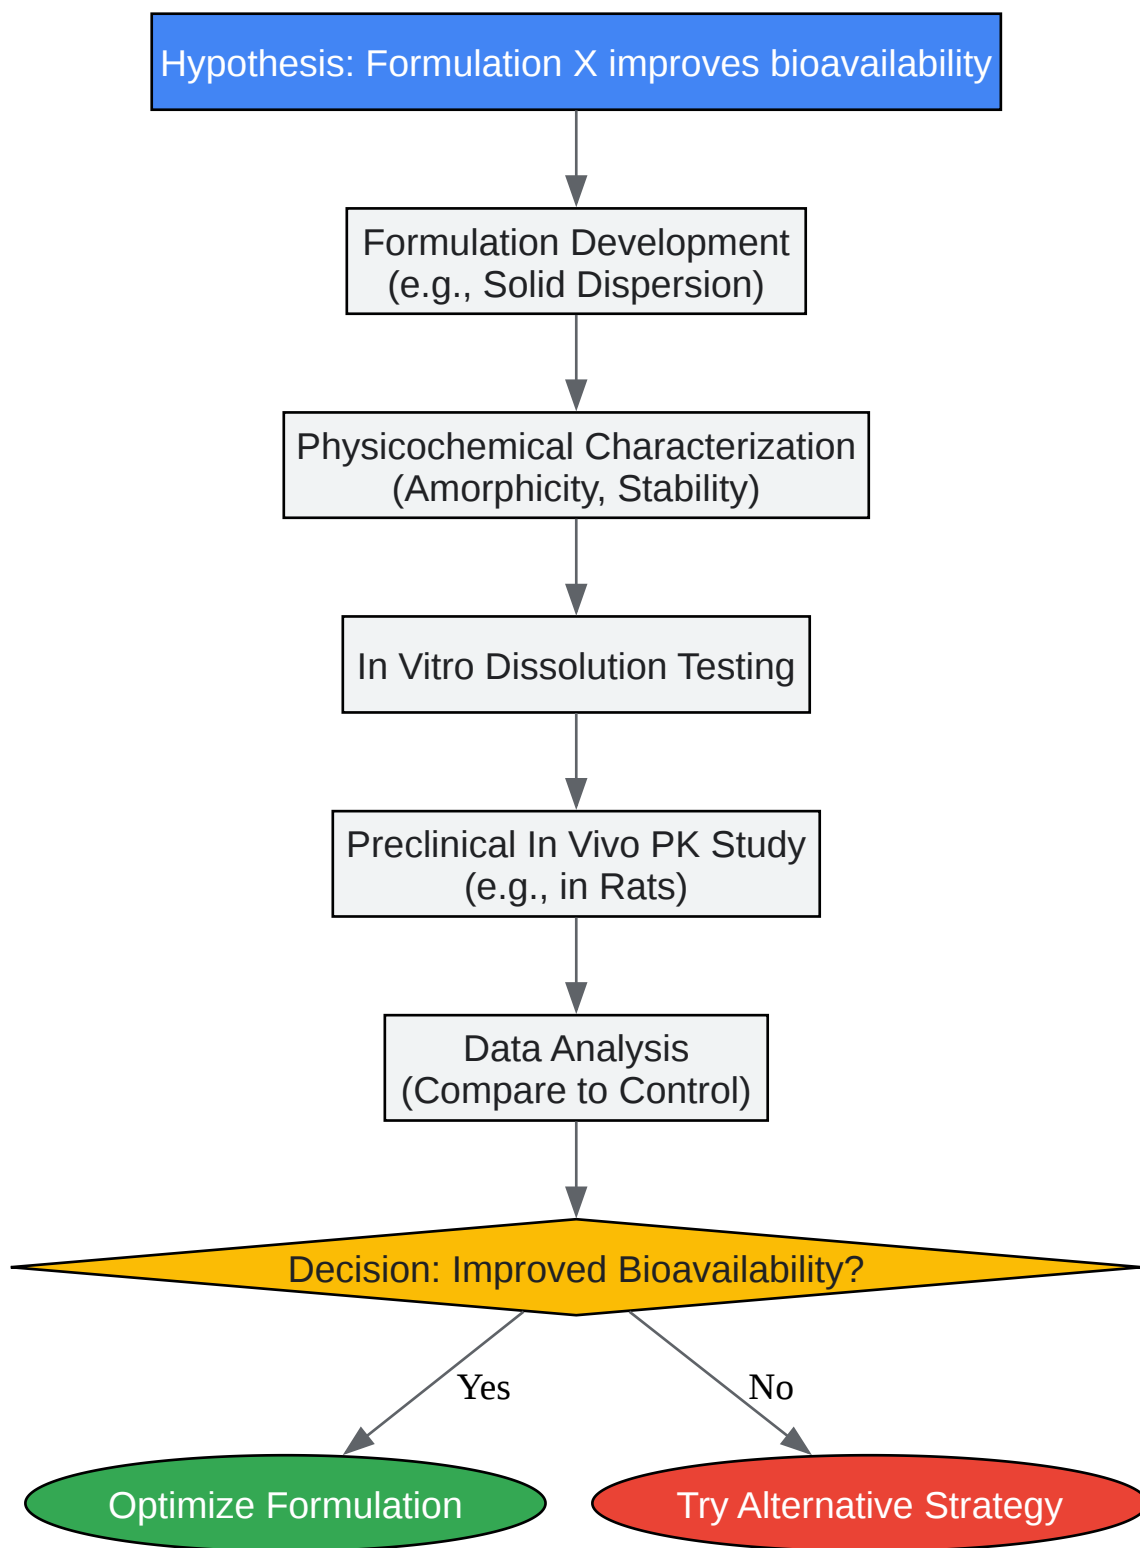 Hypothesis: Formulation X improves bioavailability
Formulation Development
(e.g., Solid Dispersion)
Physicochemical Characterization
(Amorphicity, Stability)
In Vitro Dissolution Testing
Preclinical In Vivo PK Study
(e.g., in Rats)
Data Analysis
(Compare to Control)
Decision: Improved Bioavailability?
Yes
No
Optimize Formulation
Try Alternative Strategy